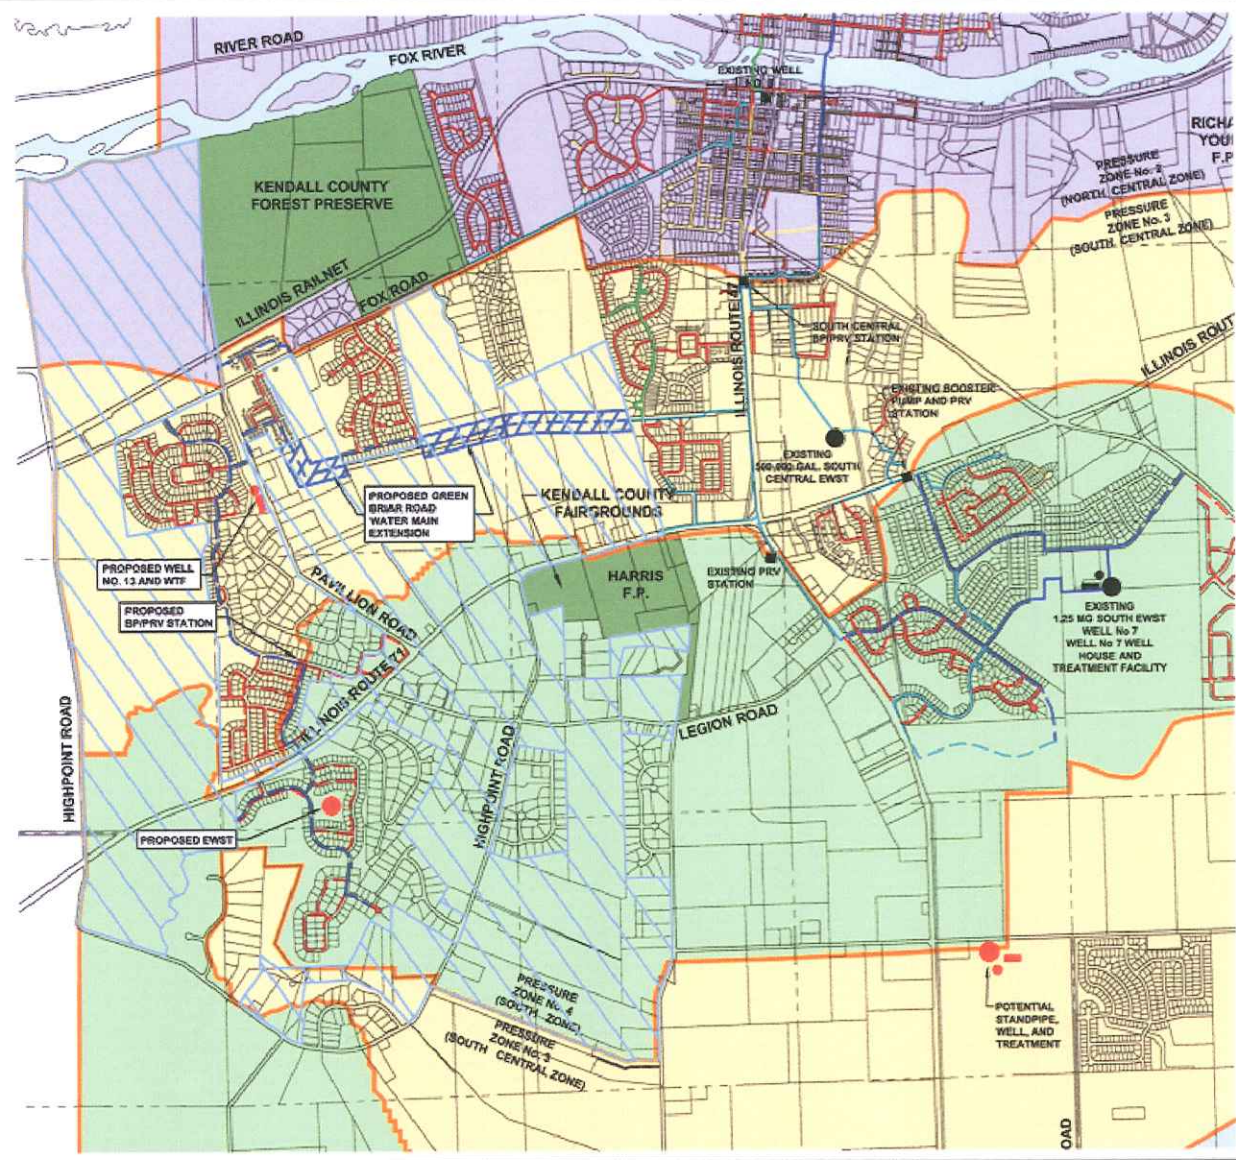 RIVER ROAD
FOX RIVER
EXISTING WELL
RICHA
YOU
F.P
PRESSURE
ZONE No. 2
(NORTH CENTRAL ZONE)
PRESSURE
ZONE No. 3
(SOUTH CENTRAL ZONE)
KENDALL COUNTY
FOREST PRESERVE
ILLINOIS RAILNET
FOX ROAD
ILLINOIS ROUTE 47
SOUTH CENTRAL
BP/PRV STATION
ILLINOIS ROUT
EXISTING BOOSTER
PUMP AND PRV
STATION
EXISTING
500,000 GAL. SOUTH
CENTRAL EWST
PROPOSED GREEN
BRIAR ROAD
WATER MAIN
EXTENSION
KENDALL COUNTY
FAIRGROUNDS
PROPOSED WELL
NO. 13 AND WTF
PAVILLION ROAD
HARRIS
F.P.
EXISTING PRV
STATION
PROPOSED
BP/PRV STATION
EXISTING
1.25 MG SOUTH EWST
WELL No 7
WELL No 7 WELL
HOUSE AND
TREATMENT FACILITY
ILLINOIS ROUTE 71
HIGHPOINT ROAD
LEGION ROAD
HIGHPOINT ROAD
PROPOSED EWST
PRESSURE
ZONE No. 4
(SOUTH ZONE)
PRESSURE
ZONE No. 3
(SOUTH CENTRAL ZONE)
POTENTIAL
STANDPIPE,
WELL, AND
TREATMENT
OAD